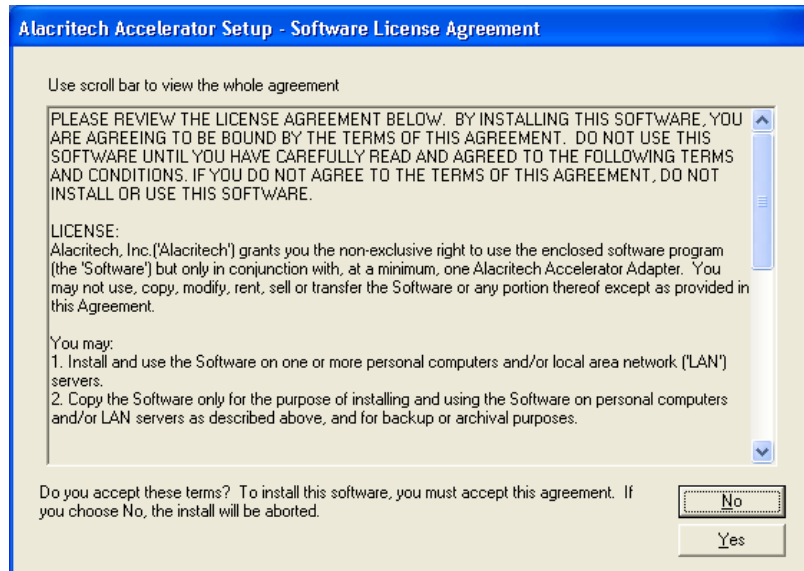 Alacritech Accelerator Setup - Software License Agreement
Use scroll bar to view the whole agreement
PLEASE REVIEW THE LICENSE AGREEMENT BELOW.  BY INSTALLING THIS SOFTWARE, YOU
ARE AGREEING TO BE BOUND BY THE TERMS OF THIS AGREEMENT.  DO NOT USE THIS
SOFTWARE UNTIL YOU HAVE CAREFULLY READ AND AGREED TO THE FOLLOWING TERMS
AND CONDITIONS. IF YOU DO NOT AGREE TO THE TERMS OF THIS AGREEMENT, DO NOT
INSTALL OR USE THIS SOFTWARE.
LICENSE:
Alacritech, Inc.('Alacritech') grants you the non-exclusive right to use the enclosed software program
(the 'Software') but only in conjunction with, at a minimum, one Alacritech Accelerator Adapter.  You
may not use, copy, modify, rent, sell or transfer the Software or any portion thereof except as provided in
this Agreement.
You may:
1. Install and use the Software on one or more personal computers and/or local area network ('LAN')
servers.
2. Copy the Software only for the purpose of installing and using the Software on personal computers
and/or LAN servers as described above, and for backup or archival purposes.
Do you accept these terms?  To install this software, you must accept this agreement.  If
you choose No, the install will be aborted.
No
Yes